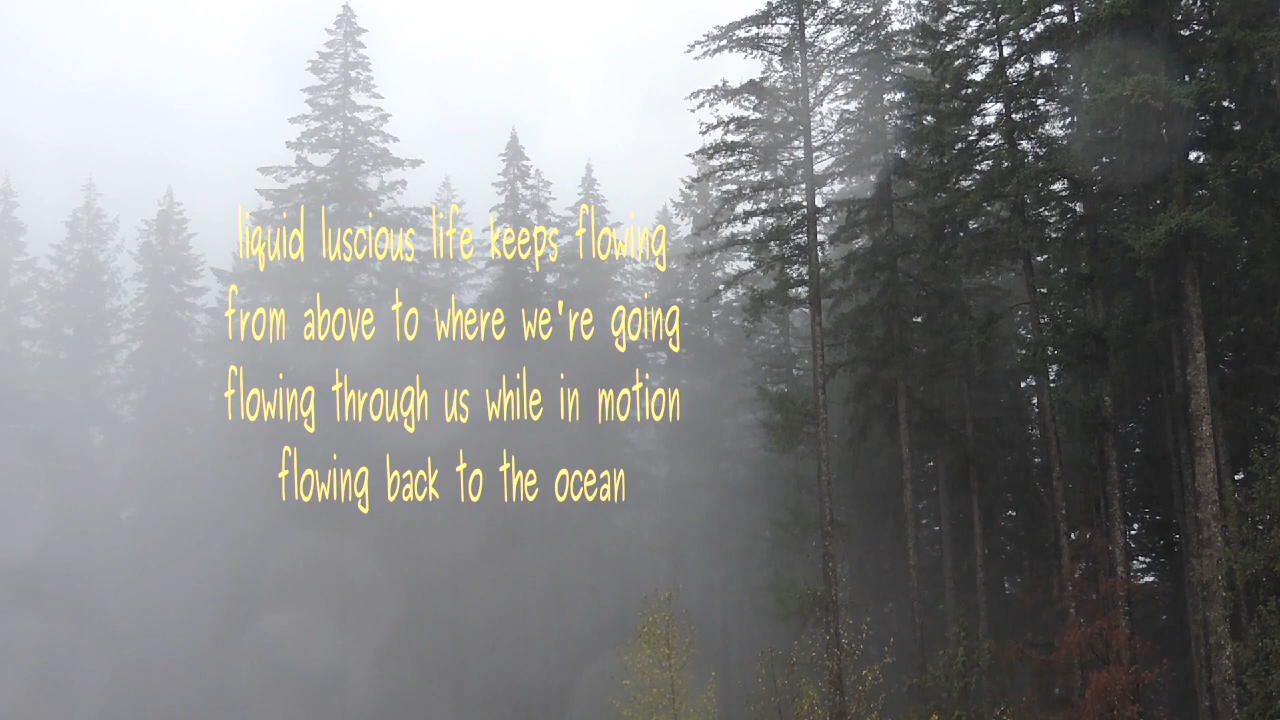 liquid luscious life keeps flowing
from above to where we're going
flowing through us while in motion
flowing back to the ocean